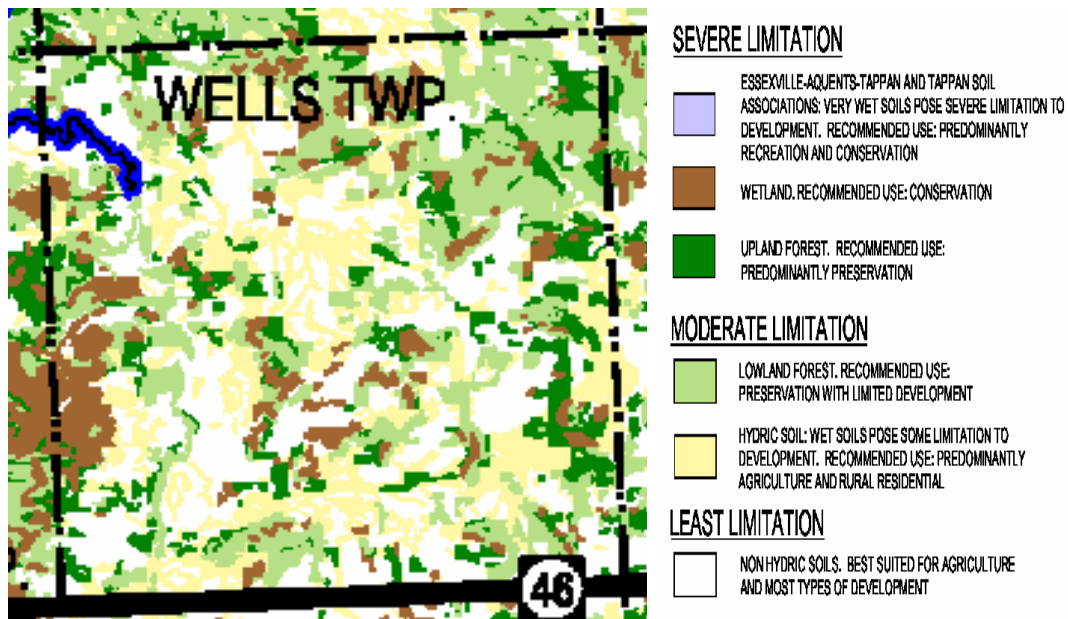 WELLS TWP.
46
SEVERE LIMITATION
ESSEXVILLE-AQUENTS-TAPPAN AND TAPPAN SOIL
ASSOCIATIONS: VERY WET SOILS POSE SEVERE LIMITATION TO
DEVELOPMENT. RECOMMENDED USE: PREDOMINANTLY
RECREATION AND CONSERVATION
WETLAND. RECOMMENDED USE: CONSERVATION
UPLAND FOREST. RECOMMENDED USE:
PREDOMINANTLY PRESERVATION
MODERATE LIMITATION
LOWLAND FOREST. RECOMMENDED USE:
PRESERVATION WITH LIMITED DEVELOPMENT
HYDRIC SOIL: WET SOILS POSE SOME LIMITATION TO
DEVELOPMENT. RECOMMENDED USE: PREDOMINANTLY
AGRICULTURE AND RURAL RESIDENTIAL
LEAST LIMITATION
NON HYDRIC SOILS. BEST SUITED FOR AGRICULTURE
AND MOST TYPES OF DEVELOPMENT